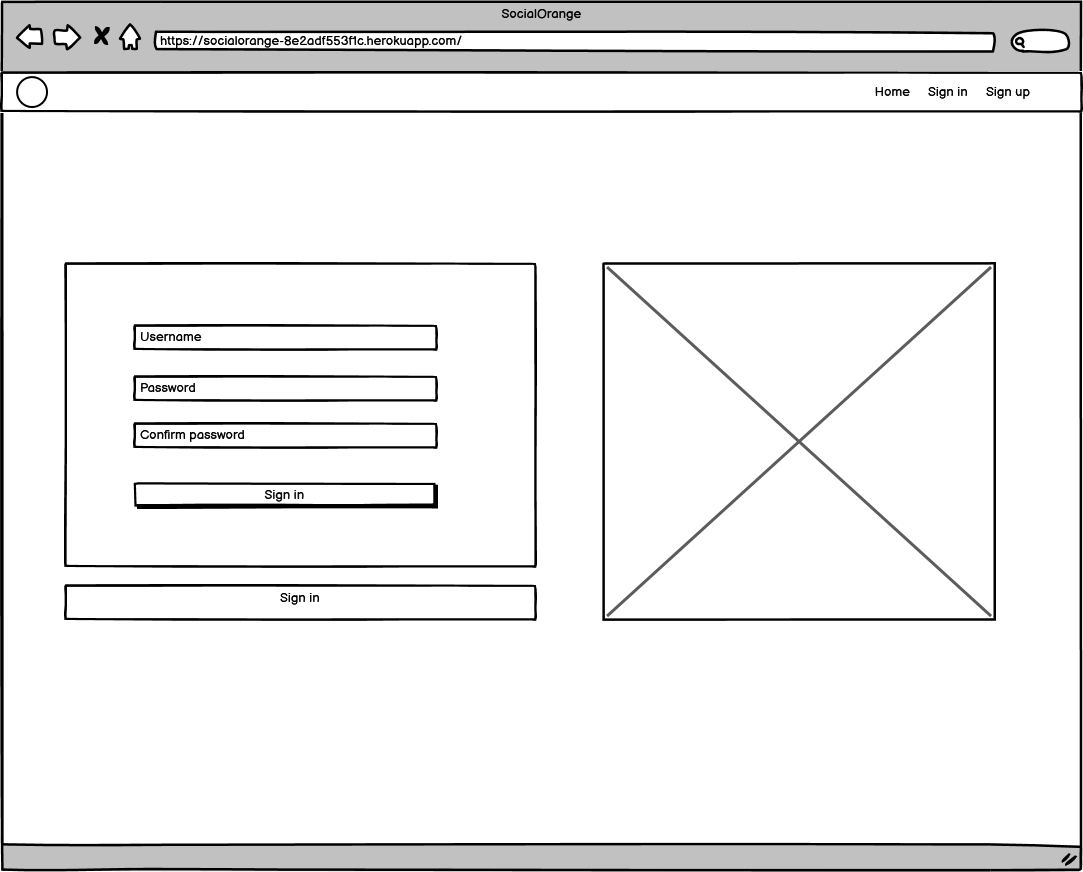 SocialOrange
https://socialorange-8e2adf553f1c.herokuapp.com/
Home Sign in Sign up
Username
Password
Confirm password
Sign in
Sign in